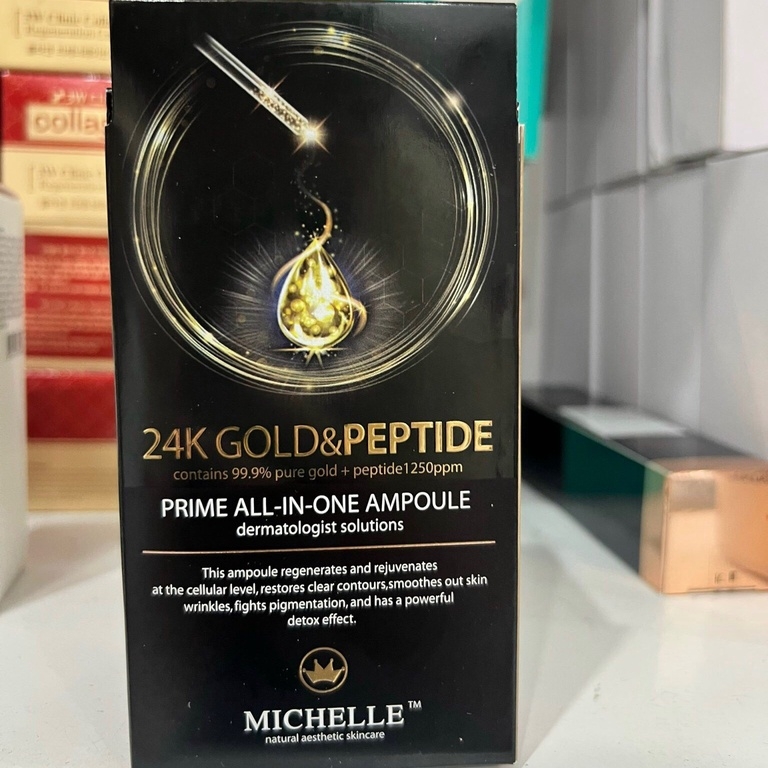 24K GOLD&PEPTIDE
contains 99.9% pure gold + peptide1250ppm
PRIME ALL-IN-ONE AMPOULE
dermatologist solutions
This ampoule regenerates and rejuvenates
at the cellular level, restores clear contours,smoothes out skin
wrinkles, fights pigmentation, and has a powerful
detox effect.
MICHELLE™
natural aesthetic skincare
colla